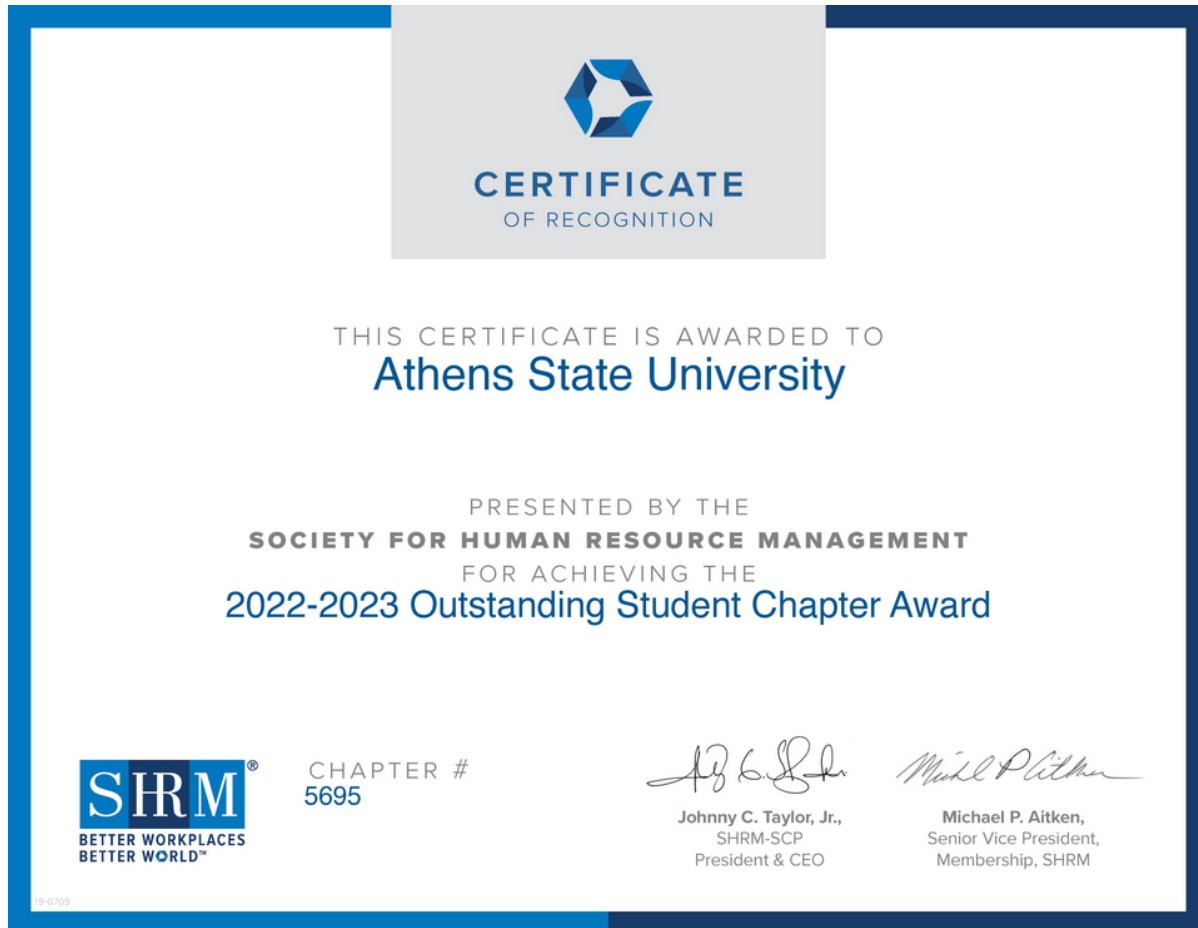 CERTIFICATE
OF RECOGNITION
THIS CERTIFICATE IS AWARDED TO
Athens State University
PRESENTED BY THE
SOCIETY FOR HUMAN RESOURCE MANAGEMENT
FOR ACHIEVING THE
2022-2023 Outstanding Student Chapter Award
SHRM®
BETTER WORKPLACES
BETTER WORLD™
CHAPTER #
5695
Johnny C. Taylor, Jr.,
SHRM-SCP
President & CEO
Michael P. Aitken,
Senior Vice President,
Membership, SHRM
19-0709